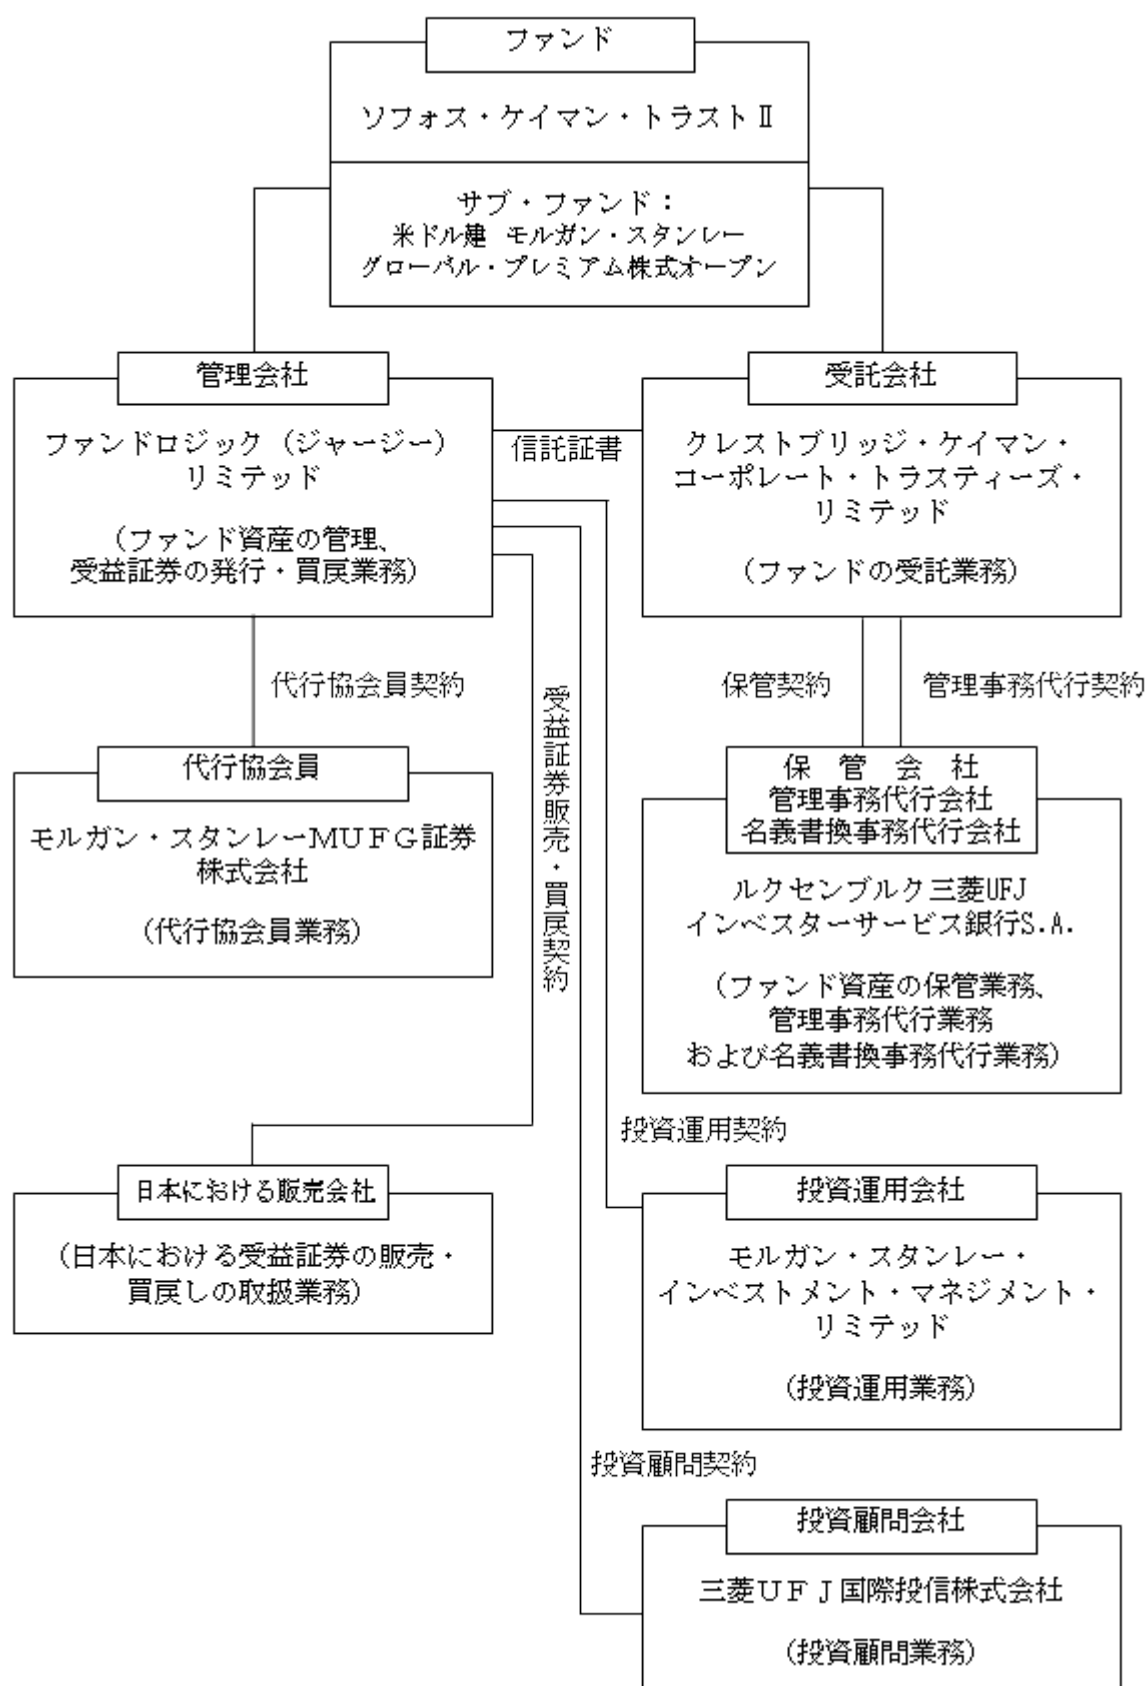 ファンド
ソフォス・ケイマン・トラストⅡ
サブ・ファンド：
米ドル建 モルガン・スタンレー
グローバル・プレミアム株式オープン
管理会社
ファンドロジック（ジャージー）
リミテッド
（ファンド資産の管理、
受益証券の発行・買戻業務）
信託証書
受託会社
クレストブリッジ・ケイマン・
コーポレート・トラスティーズ・
リミテッド
（ファンドの受託業務）
代行協会員契約
受益証券販売・買戻契約
保管契約
管理事務代行契約
代行協会員
モルガン・スタンレーＭＵＦＧ証券
株式会社
（代行協会員業務）
保管会社
管理事務代行会社
名義書換事務代行会社
ルクセンブルク三菱UFJ
インベスターサービス銀行S.A.
（ファンド資産の保管業務、
管理事務代行業務
および名義書換事務代行業務）
投資運用契約
日本における販売会社
（日本における受益証券の販売・
買戻しの取扱業務）
投資運用会社
モルガン・スタンレー・
インベストメント・マネジメント・
リミテッド
（投資運用業務）
投資顧問契約
投資顧問会社
三菱ＵＦＪ国際投信株式会社
（投資顧問業務）